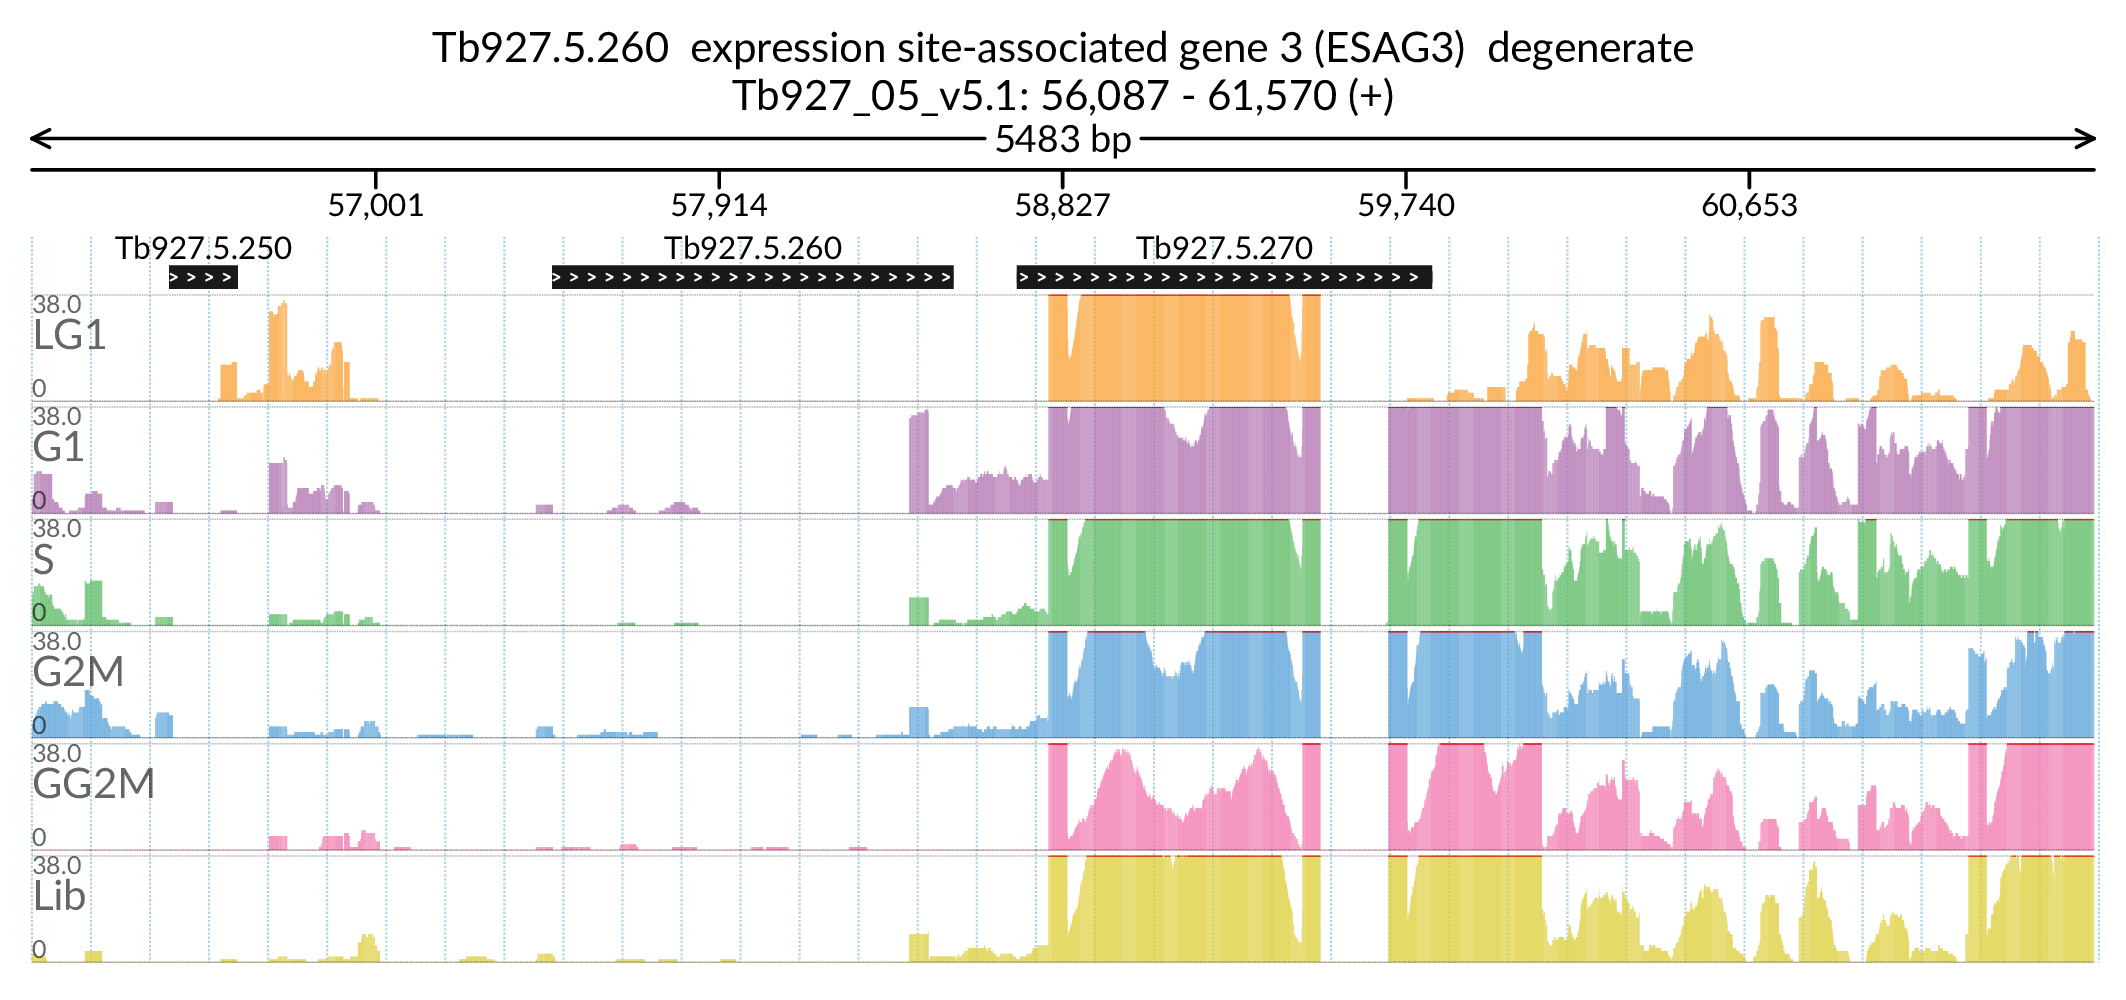 Tb927.5.260  expression site-associated gene 3 (ESAG3)  degenerate
Tb927_05_v5.1: 56,087 - 61,570 (+)
5483 bp
57,001 57,914 58,827 59,740 60,653
Tb927.5.250 Tb927.5.260 Tb927.5.270
38.0
LG1
0
38.0
G1
0
38.0
S
0
38.0
G2M
0
38.0
GG2M
0
38.0
Lib
0